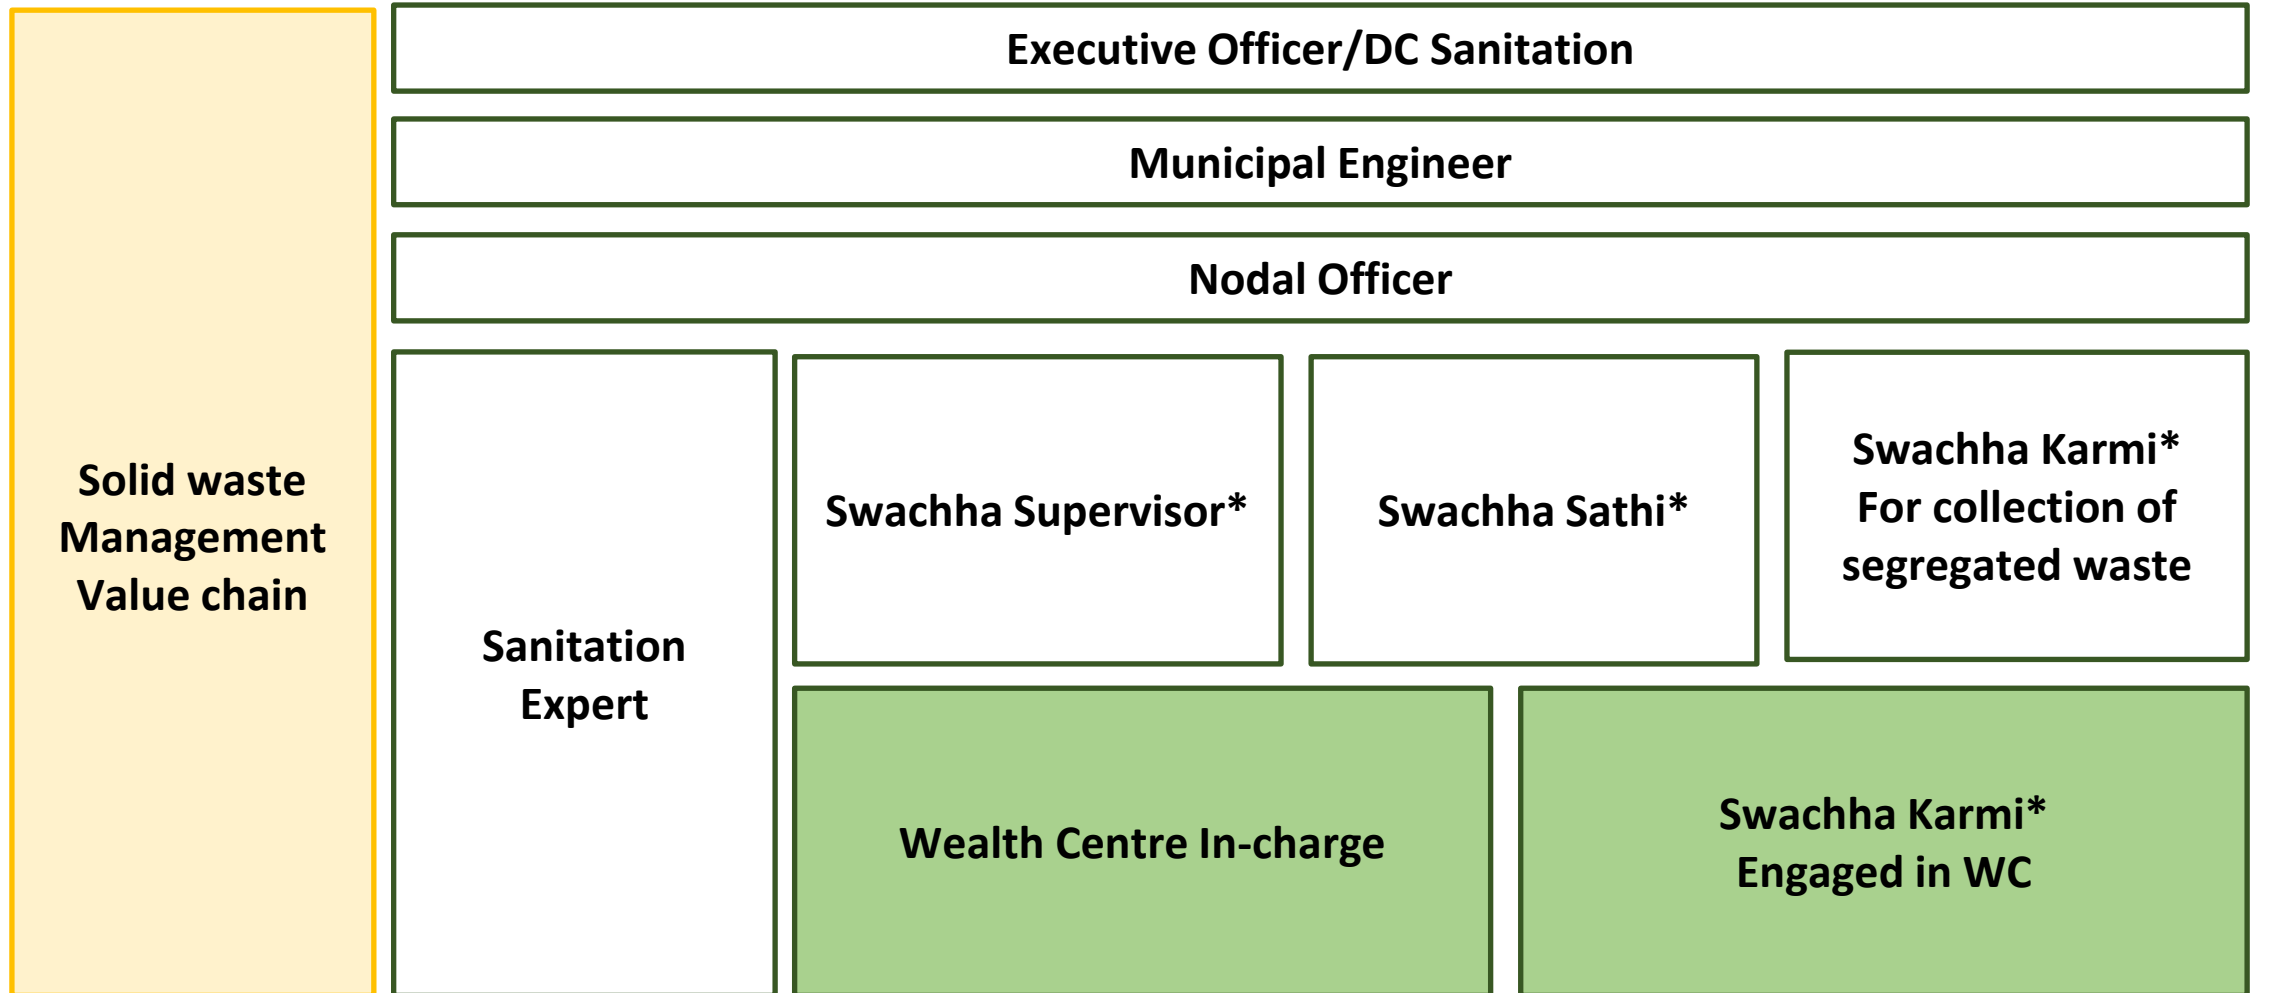 Executive Officer/DC Sanitation
Municipal Engineer
Nodal Officer
Solid waste
Management
Value chain
Sanitation
Expert
Swachha Supervisor*
Swachha Sathi*
Swachha Karmi*
For collection of
segregated waste
Wealth Centre In-charge
Swachha Karmi*
Engaged in WC